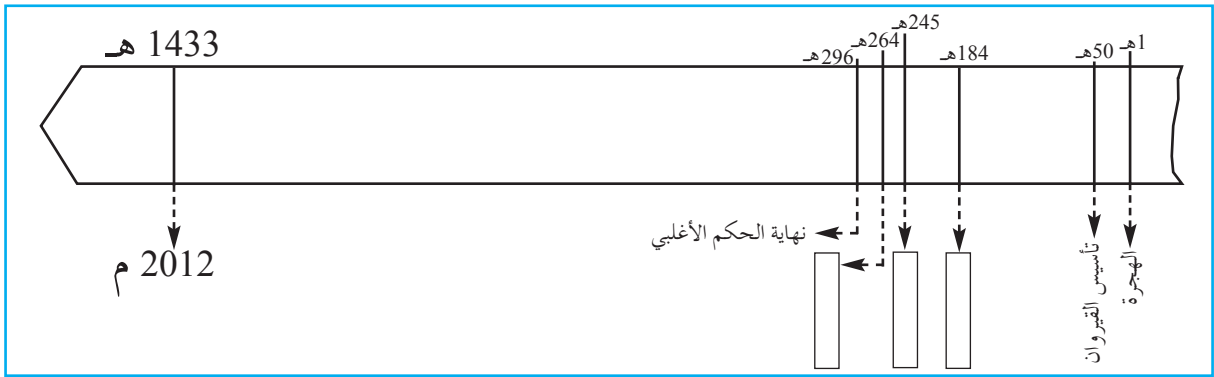 1هـ
50هـ
184هـ
245هـ
264هـ
296هـ
1433 هـ
الهجرة
تأسيس القيروان
نهاية الحكم الأغلبي
2012 م